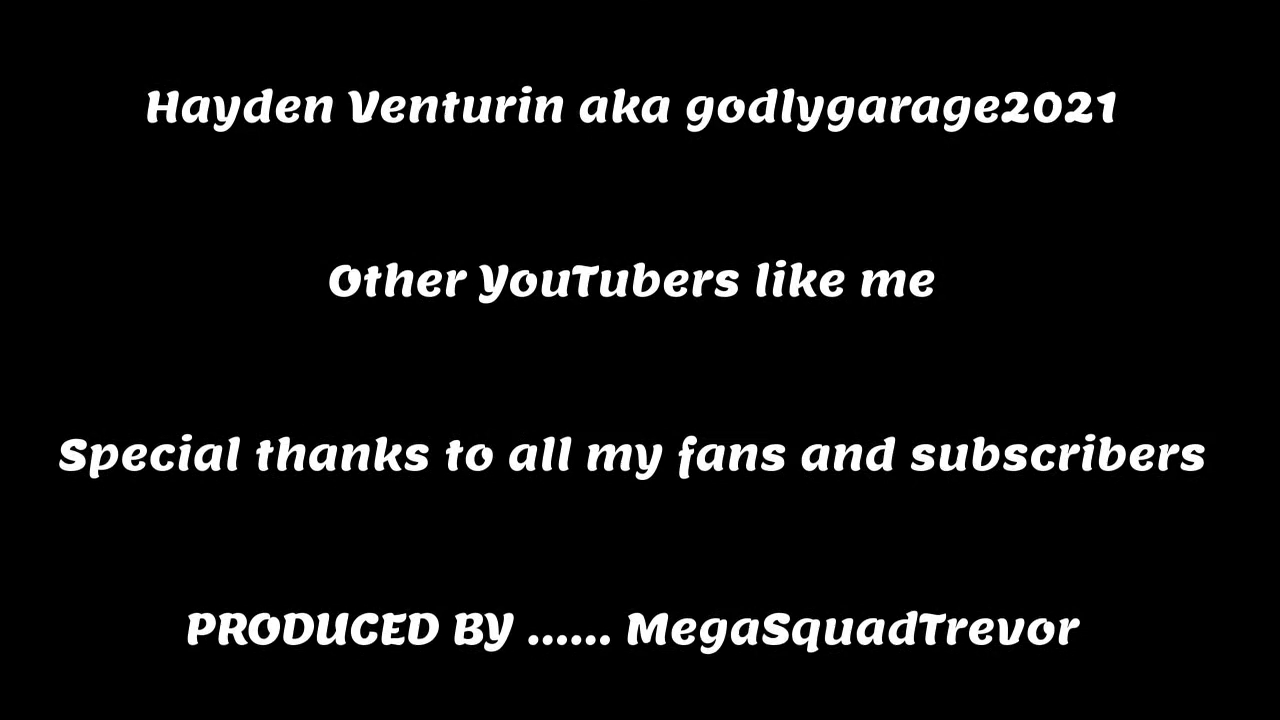 Hayden Venturin aka godlygarage2021
Other YouTubers like me
Special thanks to all my fans and subscribers
PRODUCED BY ...... MegaSquadTrevor